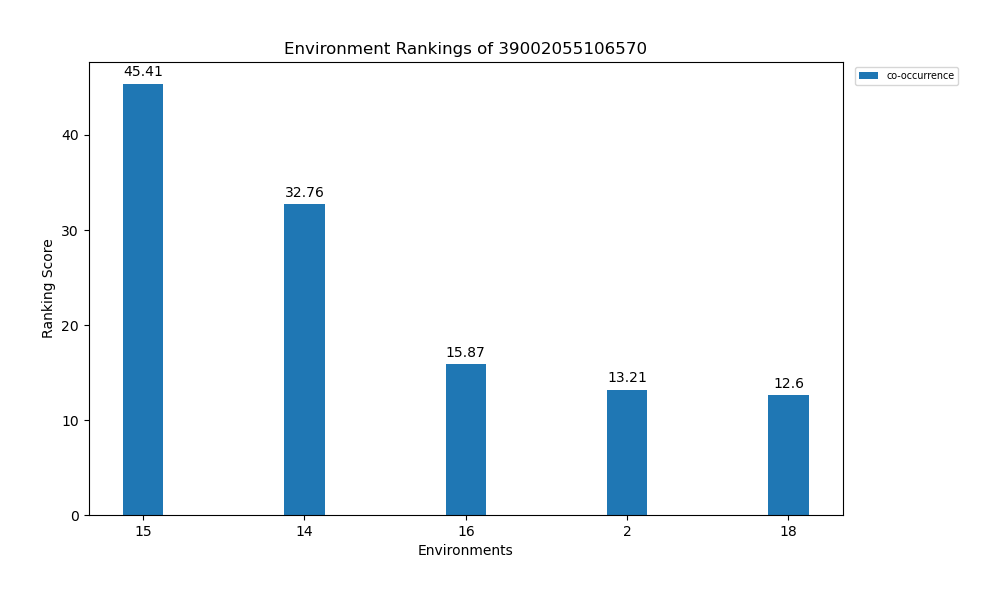 Environment Rankings of 39002055106570
45.41
co-occurrence
40
32.76
30
Ranking Score
20
15.87
13.21
12.6
10
0
15 14 16 2 18
Environments